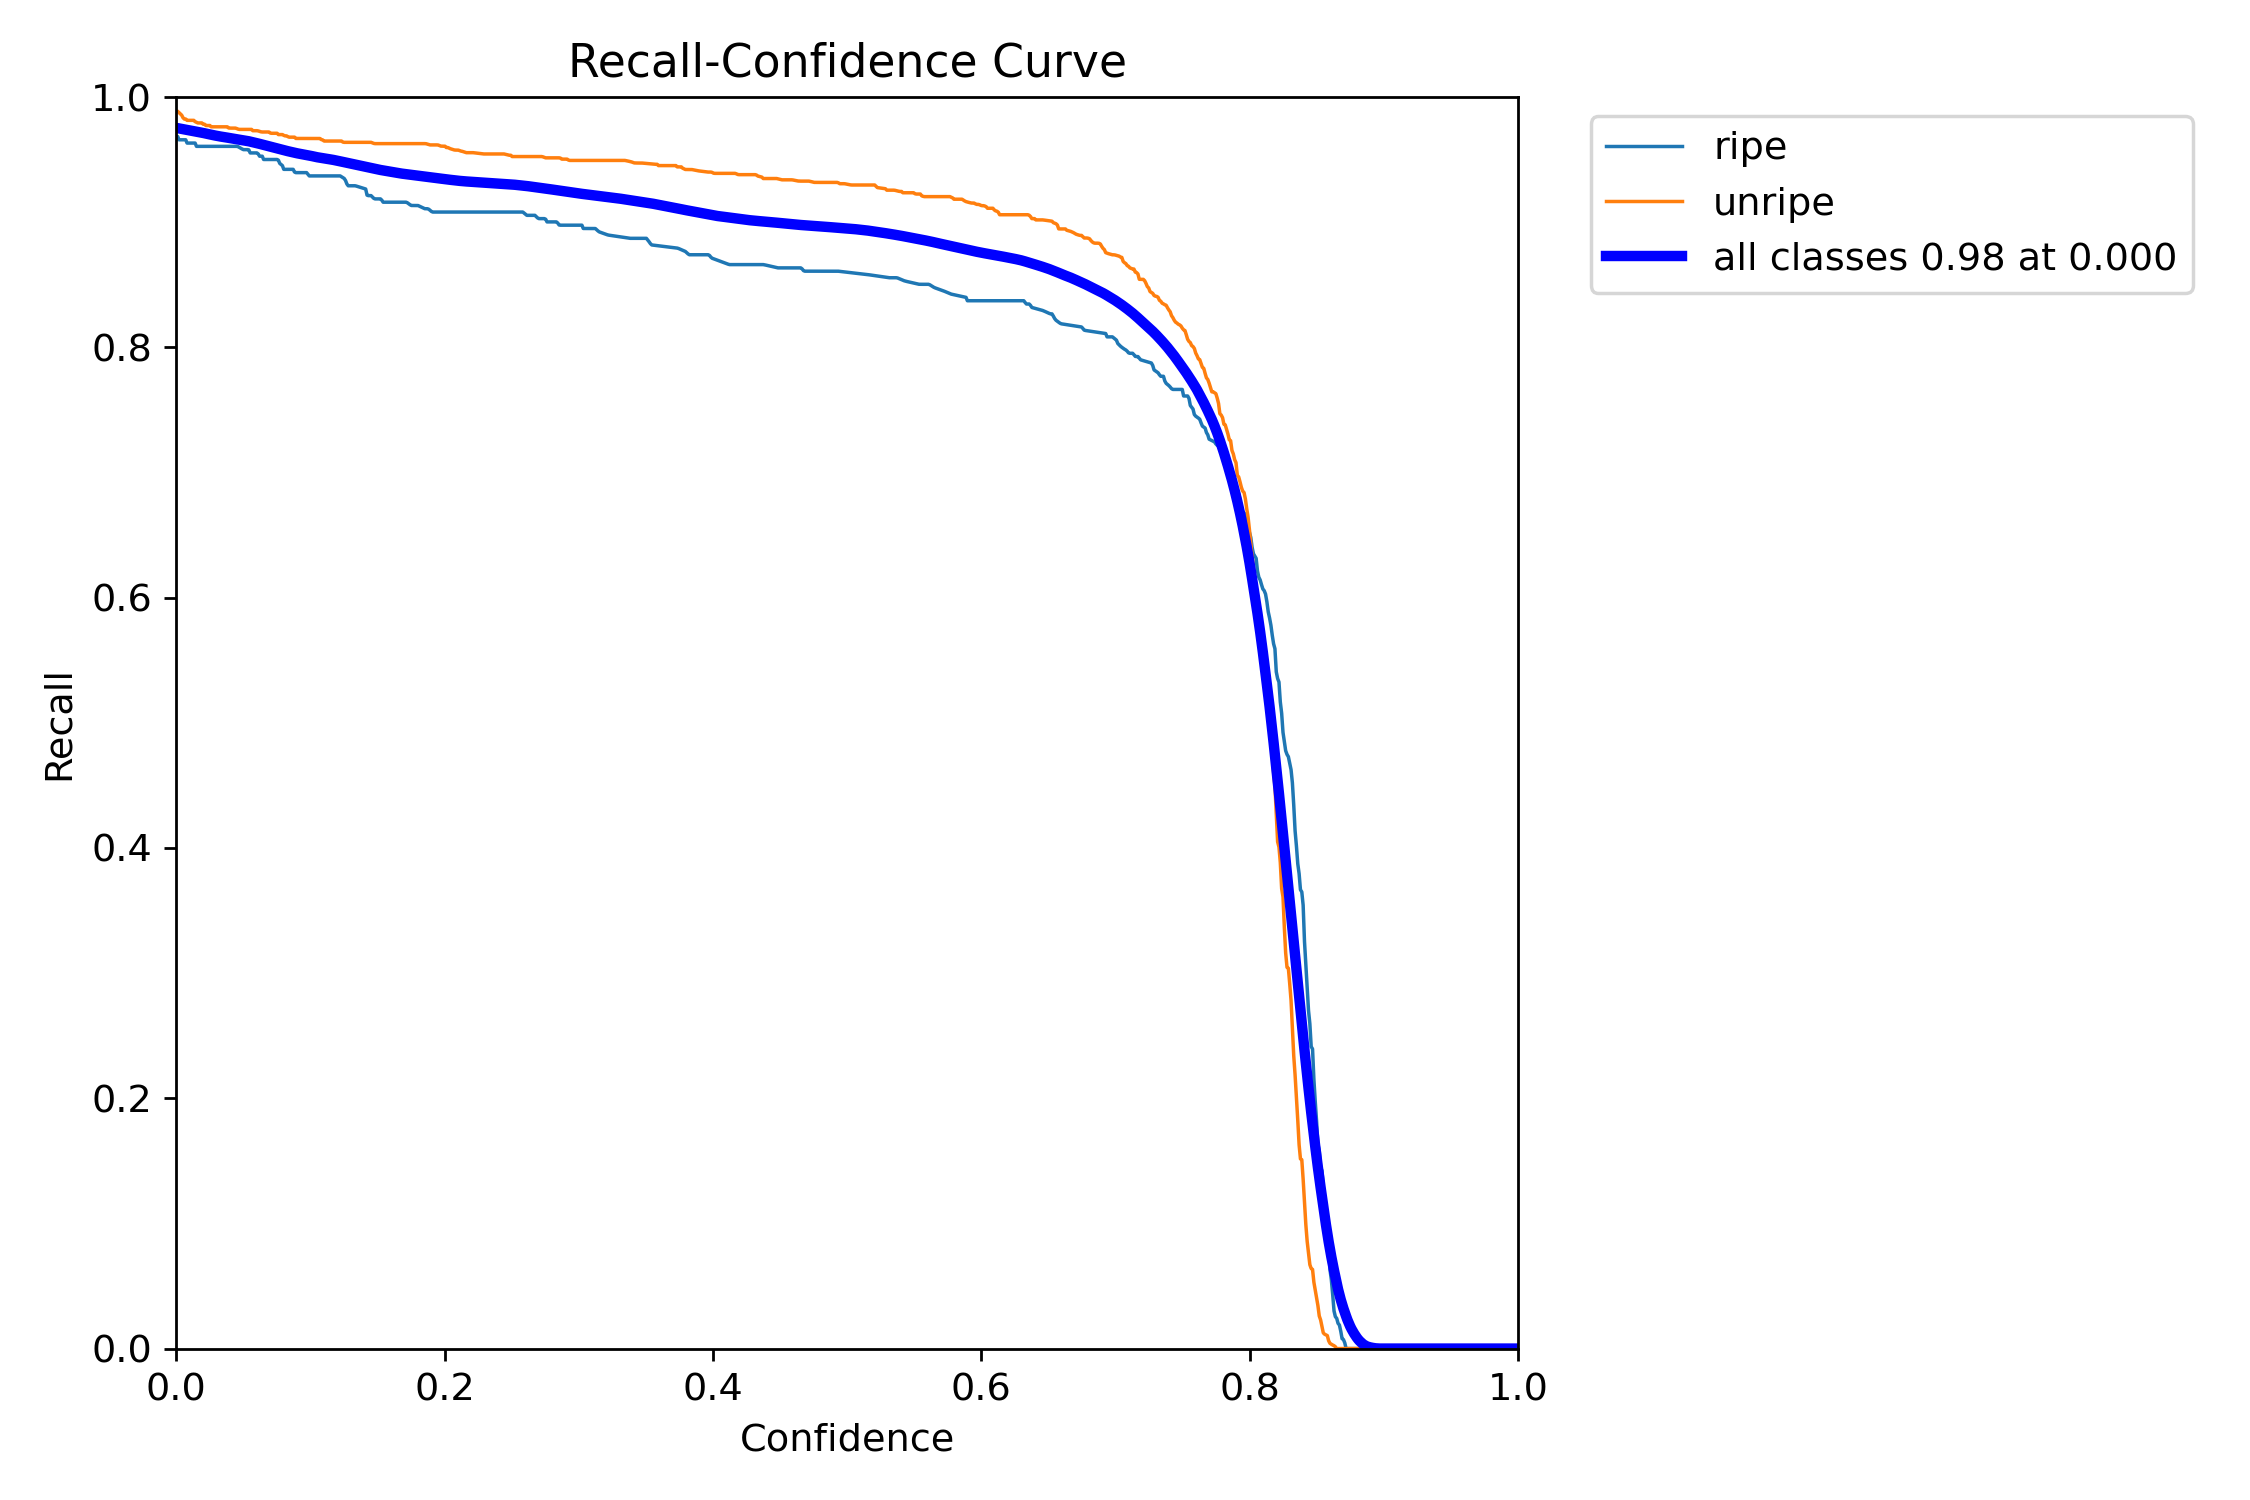 Recall-Confidence Curve
1.0
0.8
0.6
0.4
0.2
0.0
Recall
0.0 0.2 0.4 0.6 0.8 1.0
Confidence
ripe
unripe
all classes 0.98 at 0.000